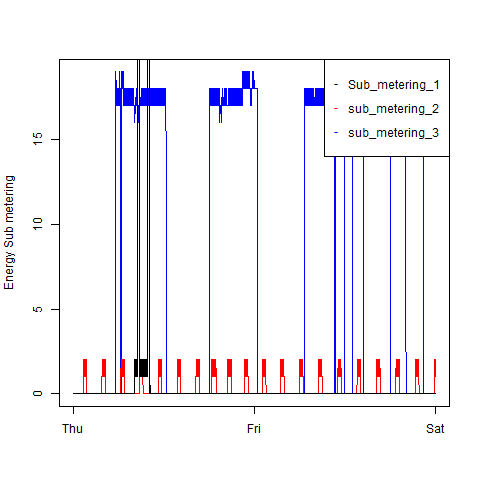 Sub_metering_1
sub_metering_2
sub_metering_3
Energy Sub metering
15
10
5
0
Thu Fri Sat